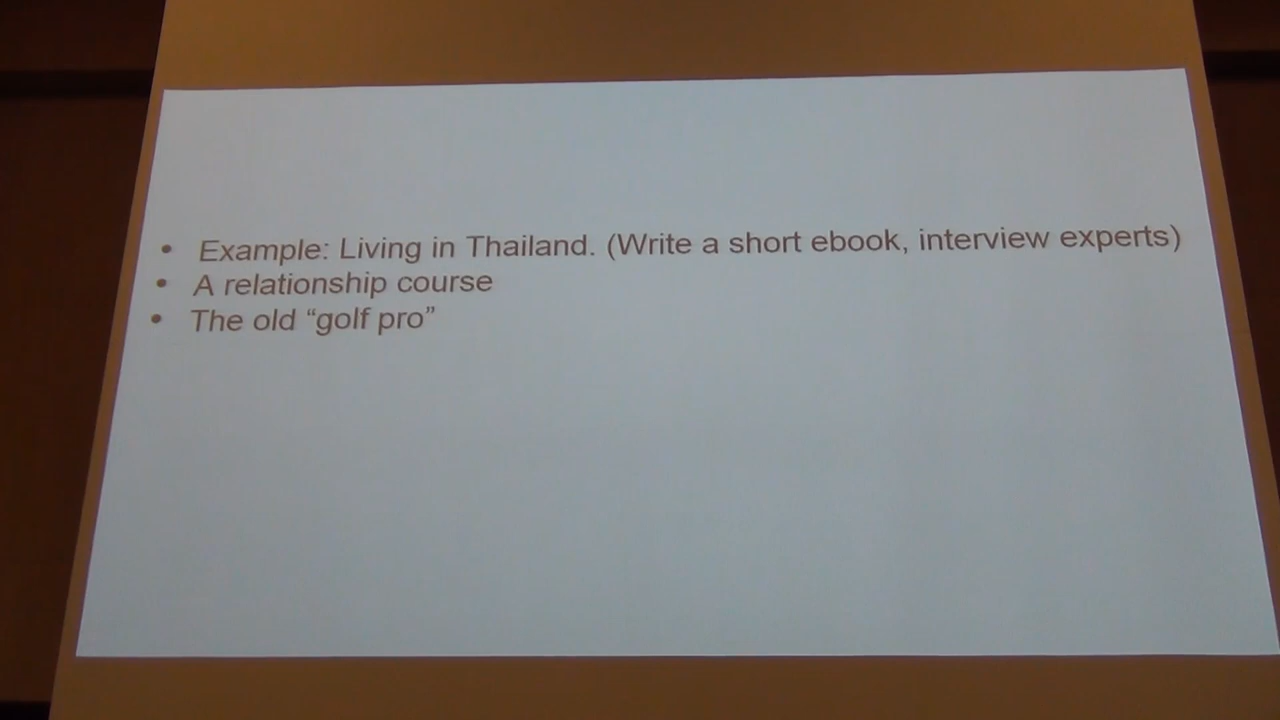 • Example: Living in Thailand. (Write a short ebook, interview experts)
• A relationship course
• The old “golf pro”